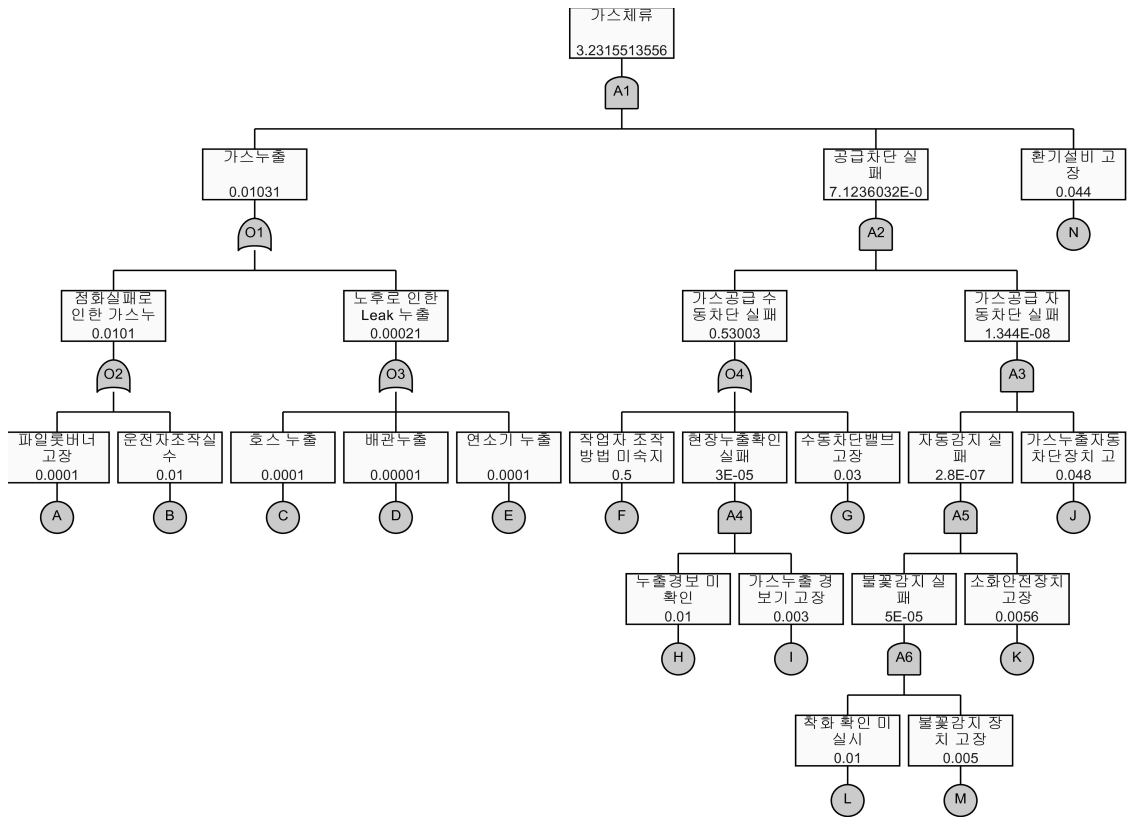 가스체류
3.2315513556
A1
가스누출
0.01031
공급차단 실
패
7.1236032E-0
환기설비 고
장
0.044
O1
A2
N
점화실패로
인한 가스누
0.0101
노후로 인한
Leak 누출
0.00021
가스공급 수
동차단 실패
0.53003
가스공급 자
동차단 실패
1.344E-08
O2
O3
O4
A3
파일롯버너
고장
0.0001
운전자조작실
수
0.01
호스 누출
0.0001
배관누출
0.00001
연소기 누출
0.0001
작업자 조작
방법 미숙지
0.5
현장누출확인
실패
3E-05
수동차단밸브
고장
0.03
자동감지 실
패
2.8E-07
가스누출자동
차단장치 고
0.048
A
B
C
D
E
F
A4
G
A5
J
누출경보 미
확인
0.01
가스누출 경
보기 고장
0.003
불꽃감지 실
패
5E-05
소화안전장치
고장
0.0056
H
I
A6
K
착화 확인 미
실시
0.01
불꽃감지 장
치 고장
0.005
L
M